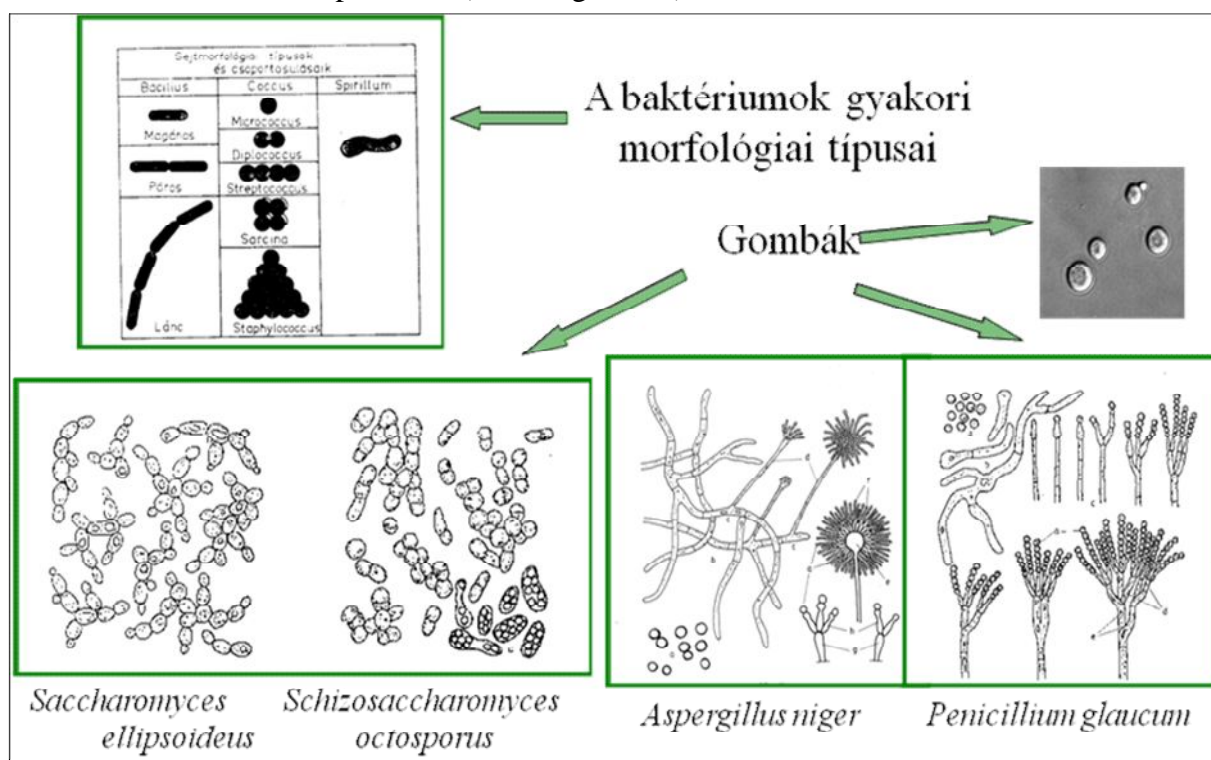 Sejtmorfológiai típusok
és csoportosulásaik
Bacillus
Coccus
Spirillum
Magános
Páros
Lánc
Micrococcus
Diplococcus
Streptococcus
Sarcina
Staphylococcus
A baktériumok gyakori
morfológiai típusai
Gombák
Saccharomyces
ellipsoideus
Schizosaccharomyces
octosporus
Aspergillus niger
Penicillium glaucum